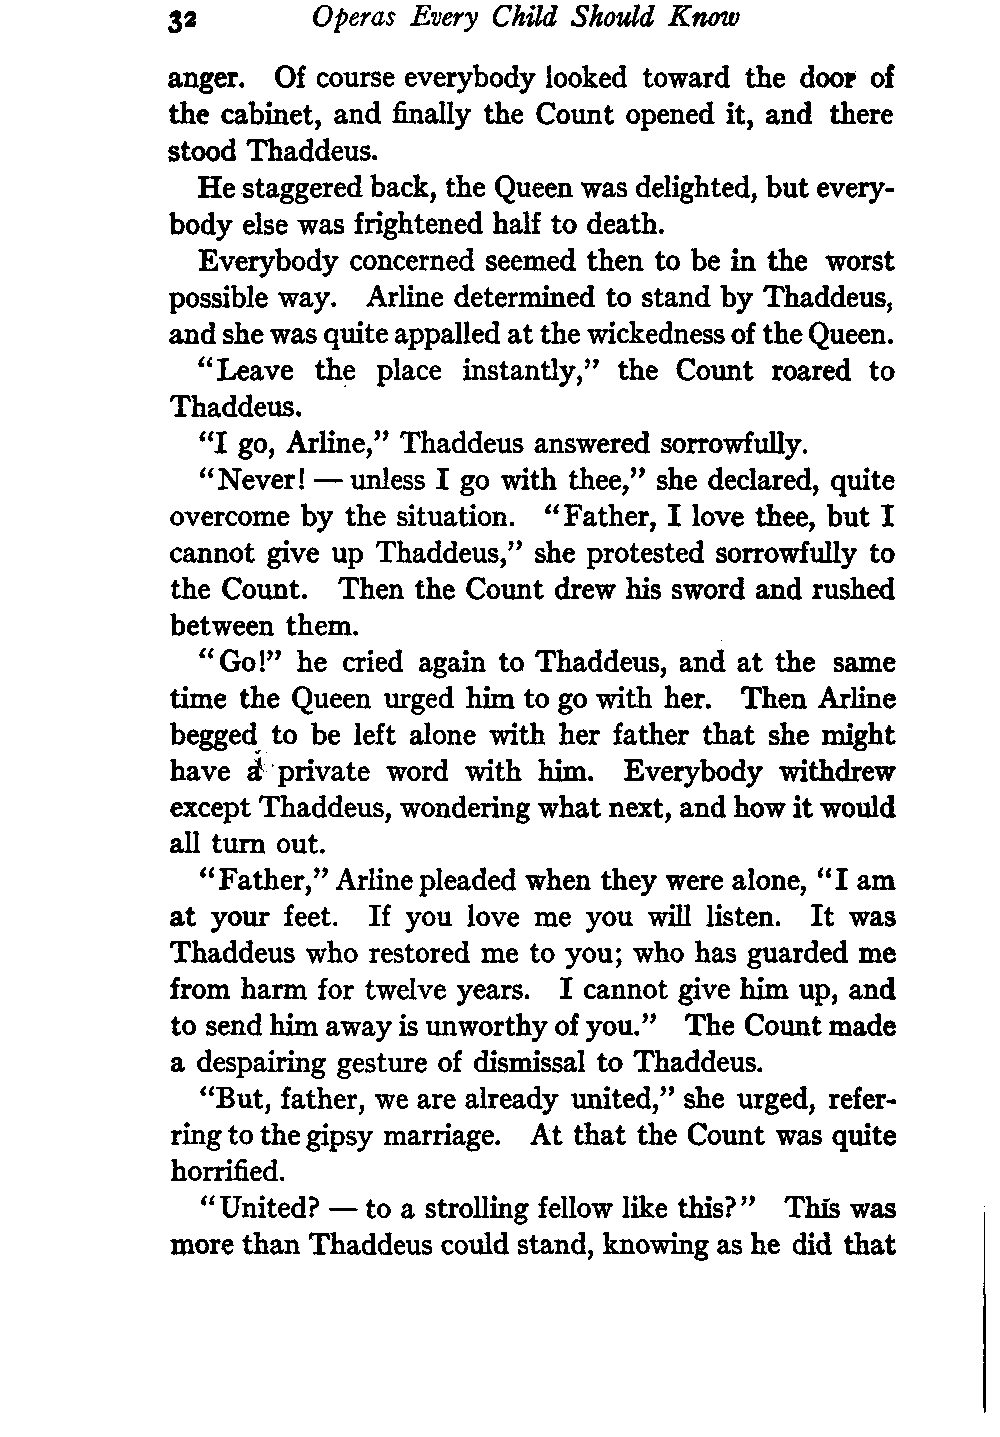 32 Operas Every Child Should Know
anger. Of course everybody looked toward the door of
the cabinet, and finally the Count opened it, and there
stood Thaddeus.
He staggered back, the Queen was delighted, but every-
body else was frightened half to death.
Everybody concerned seemed then to be in the worst
possible way. Arline determined to stand by Thaddeus,
and she was quite appalled at the wickedness of the Queen.
“Leave the place instantly,” the Count roared to
Thaddeus.
“I go, Arline,” Thaddeus answered sorrowfully.
“Never! — unless I go with thee,” she declared, quite
overcome by the situation. “Father, I love thee, but I
cannot give up Thaddeus,” she protested sorrowfully to
the Count. Then the Count drew his sword and rushed
between them.
“Go!” he cried again to Thaddeus, and at the same
time the Queen urged him to go with her. Then Arline
begged to be left alone with her father that she might
have a private word with him. Everybody withdrew
except Thaddeus, wondering what next, and how it would
all turn out.
“Father,” Arline pleaded when they were alone, “I am
at your feet. If you love me you will listen. It was
Thaddeus who restored me to you; who has guarded me
from harm for twelve years. I cannot give him up, and
to send him away is unworthy of you.” The Count made
a despairing gesture of dismissal to Thaddeus.
“But, father, we are already united,” she urged, refer-
ring to the gipsy marriage. At that the Count was quite
horrified.
“United? — to a strolling fellow like this?” This was
more than Thaddeus could stand, knowing as he did that